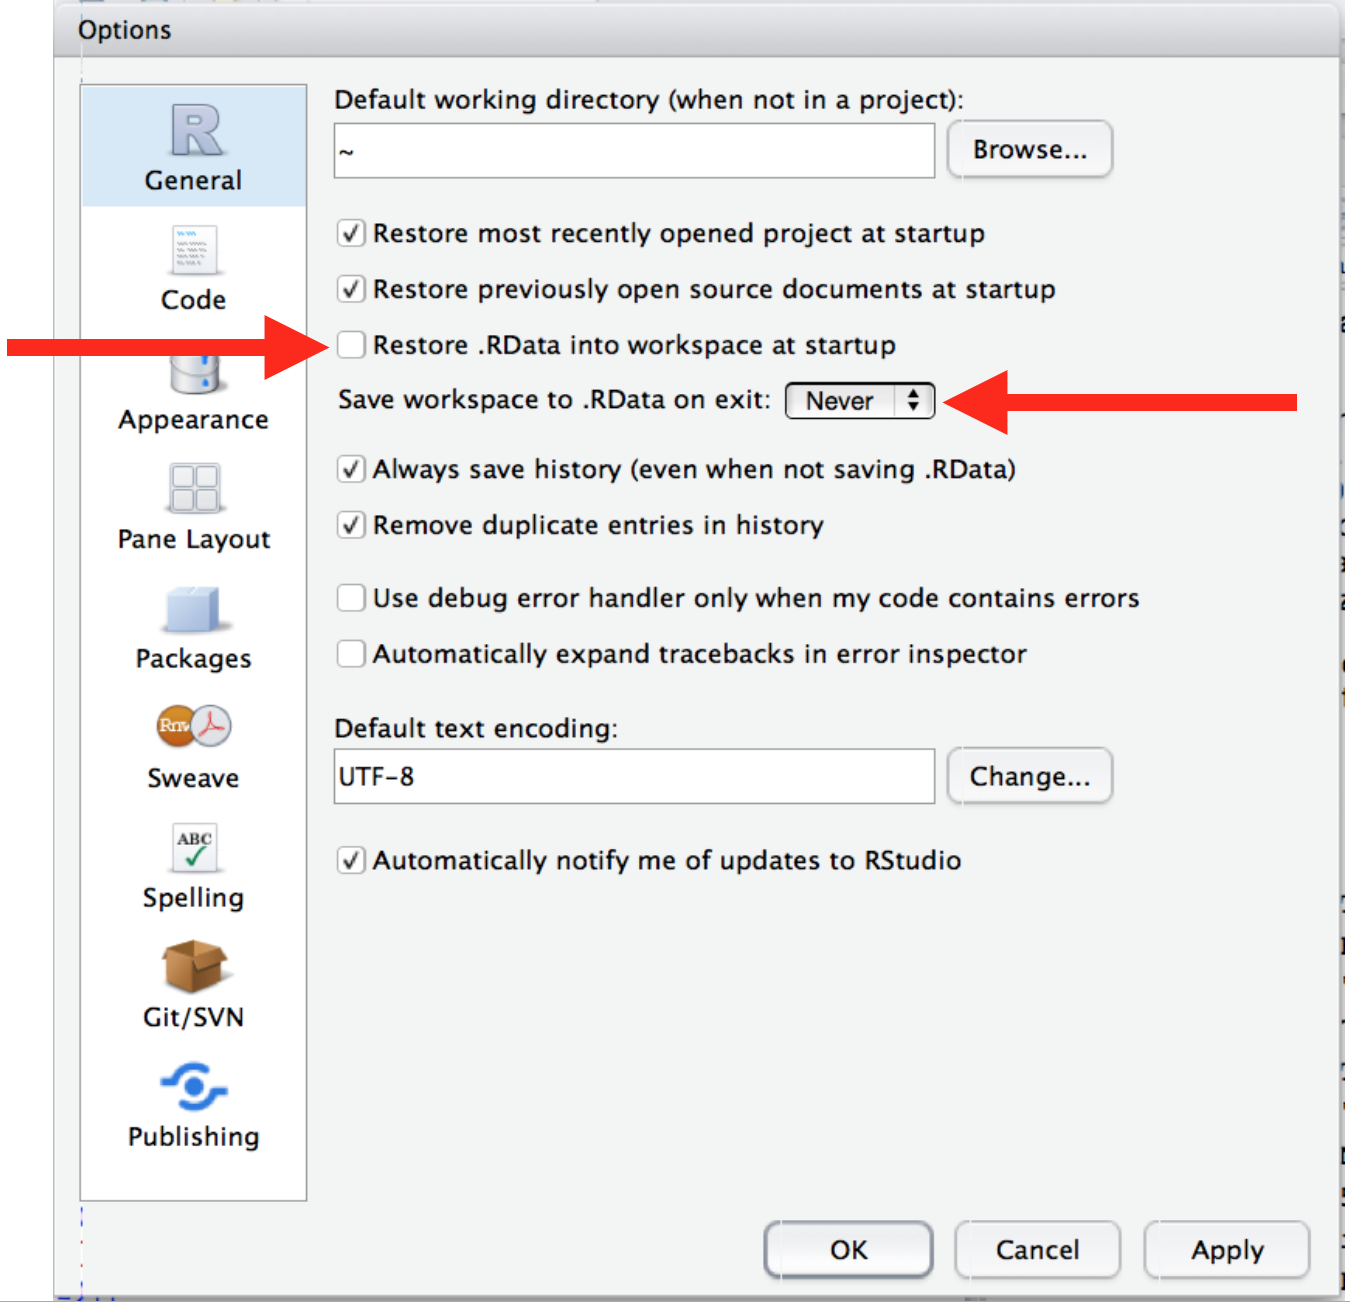 Options
General
Code
Appearance
Pane Layout
Packages
Rnw
Sweave
ABC
Spelling
Git/SVN
Publishing
Default working directory (when not in a project):
~
Browse...
Restore most recently opened project at startup
Restore previously open source documents at startup
Restore .RData into workspace at startup
Save workspace to .RData on exit: Never
Always save history (even when not saving .RData)
Remove duplicate entries in history
Use debug error handler only when my code contains errors
Automatically expand tracebacks in error inspector
Default text encoding:
UTF-8
Change...
Automatically notify me of updates to RStudio
OK
Cancel
Apply